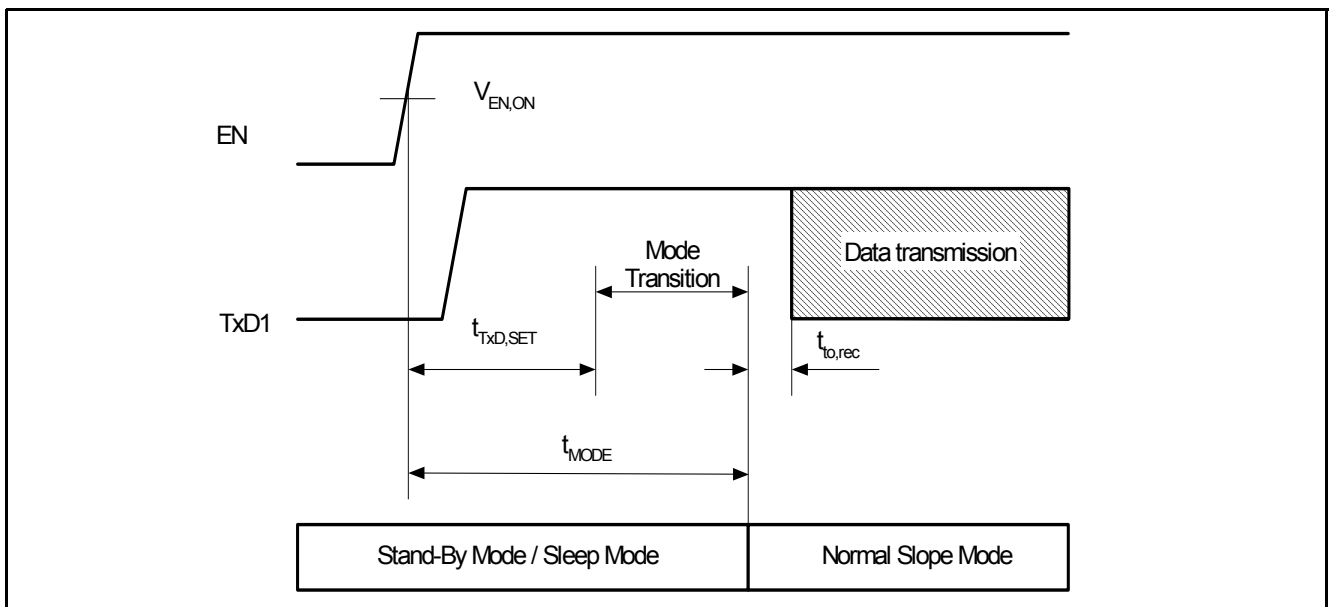 V_EN,ON
EN
Mode
Transition
Data transmission
TxD1
t_TxD,SET
t_to,rec
t_MODE
Stand-By Mode / Sleep Mode
Normal Slope Mode